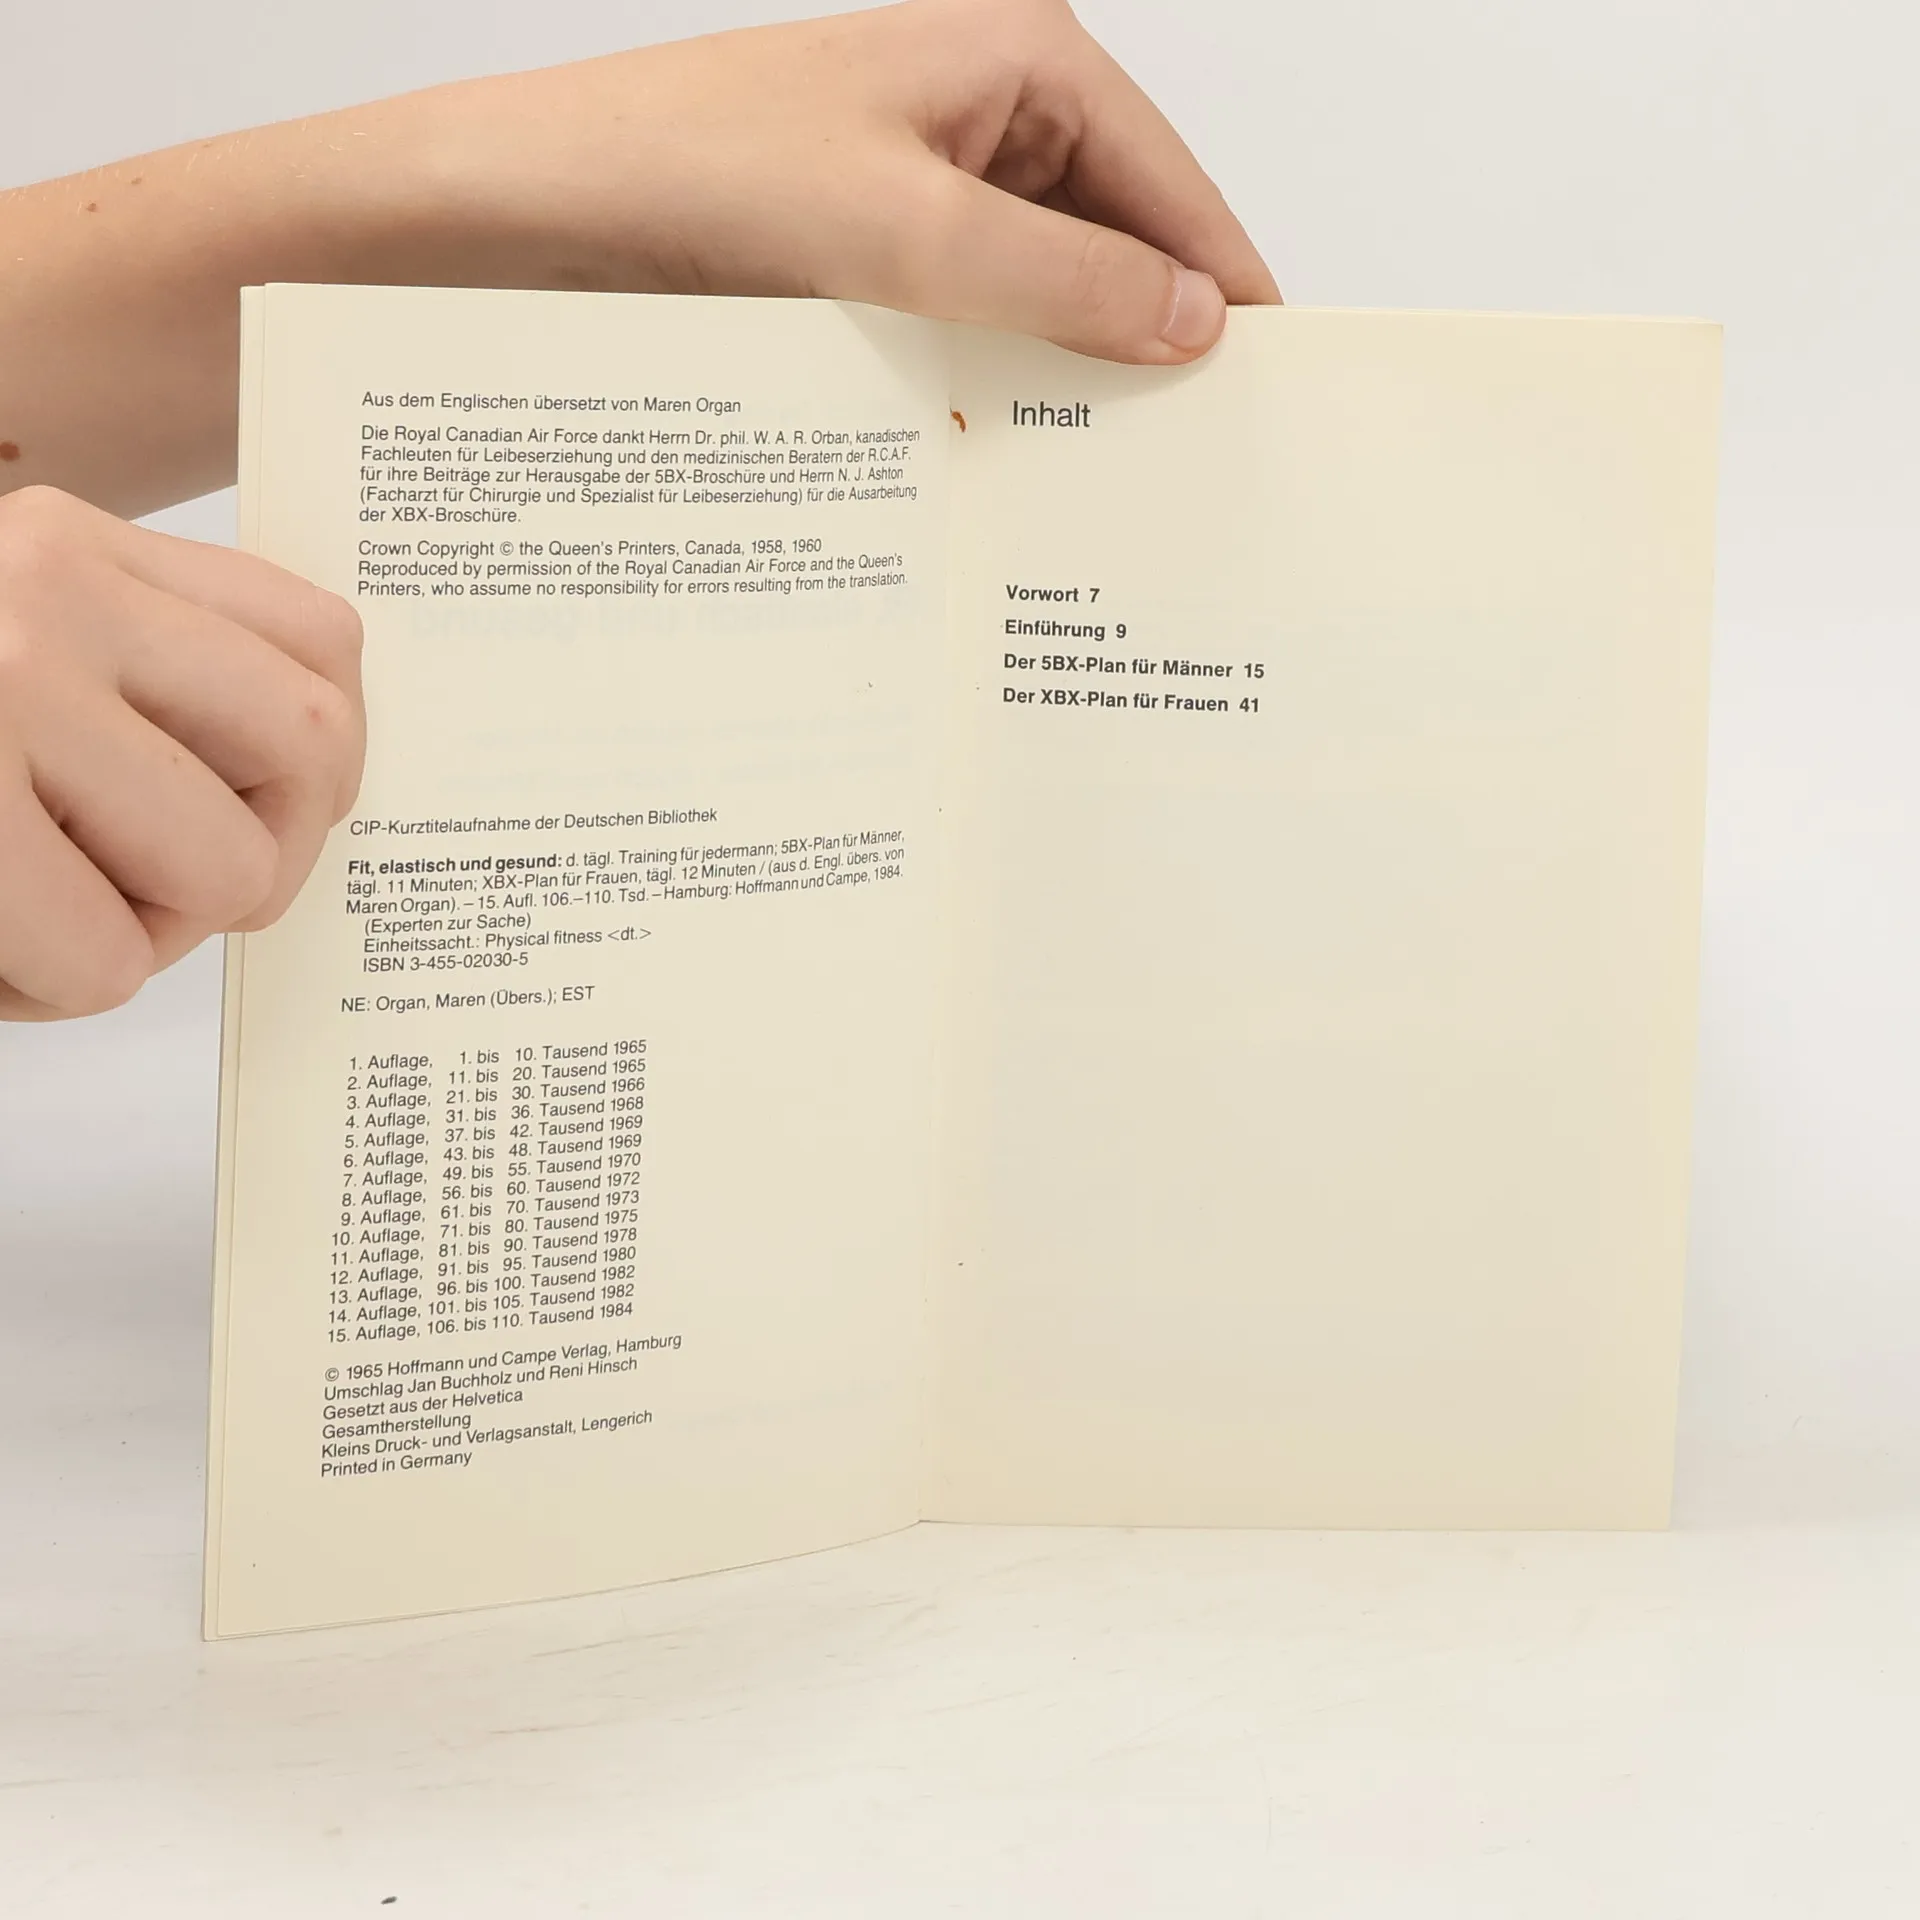 Aus dem Englischen übersetzt von Maren Organ
Die Royal Canadian Air Force dankt Herrn Dr. phil. W. A. R. Orban, kanadischen
Fachleuten für Leibeserziehung und den medizinischen Beratern der R.C.A.F.
für ihre Beiträge zur Herausgabe der 5BX-Broschüre und Herrn N. J. Ashton
(Facharzt für Chirurgie und Spezialist für Leibeserziehung) für die Ausarbeitung
der XBX-Broschüre.
Crown Copyright © the Queen's Printers, Canada, 1958, 1960
Reproduced by permission of the Royal Canadian Air Force and the Queen's
Printers, who assume no responsibility for errors resulting from the translation.
CIP-Kurztitelaufnahme der Deutschen Bibliothek
Fit, elastisch und gesund: d. tägl. Training für jedermann; 5BX-Plan für Männer,
tägl. 11 Minuten; XBX-Plan für Frauen, tägl. 12 Minuten / (aus d. Engl. übers. von
Maren Organ). – 15. Aufl. 106.–110. Tsd. – Hamburg: Hoffmann und Campe, 1984.
(Experten zur Sache)
Einheitssacht.: Physical fitness <dt.>
ISBN 3-455-02030-5
NE: Organ, Maren (Übers.); EST
1. Auflage, 1. bis 10. Tausend 1965
2. Auflage, 11. bis 20. Tausend 1965
3. Auflage, 21. bis 30. Tausend 1966
4. Auflage, 31. bis 36. Tausend 1968
5. Auflage, 37. bis 42. Tausend 1969
6. Auflage, 43. bis 48. Tausend 1969
7. Auflage, 49. bis 55. Tausend 1970
8. Auflage, 56. bis 60. Tausend 1972
9. Auflage, 61. bis 70. Tausend 1973
10. Auflage, 71. bis 80. Tausend 1975
11. Auflage, 81. bis 90. Tausend 1978
12. Auflage, 91. bis 95. Tausend 1980
13. Auflage, 96. bis 100. Tausend 1982
14. Auflage, 101. bis 105. Tausend 1982
15. Auflage, 106. bis 110. Tausend 1984
© 1965 Hoffmann und Campe Verlag, Hamburg
Umschlag Jan Buchholz und Reni Hinsch
Gesetzt aus der Helvetica
Gesamtherstellung
Kleins Druck- und Verlagsanstalt, Lengerich
Printed in Germany
Inhalt
Vorwort 7
Einführung 9
Der 5BX-Plan für Männer 15
Der XBX-Plan für Frauen 41